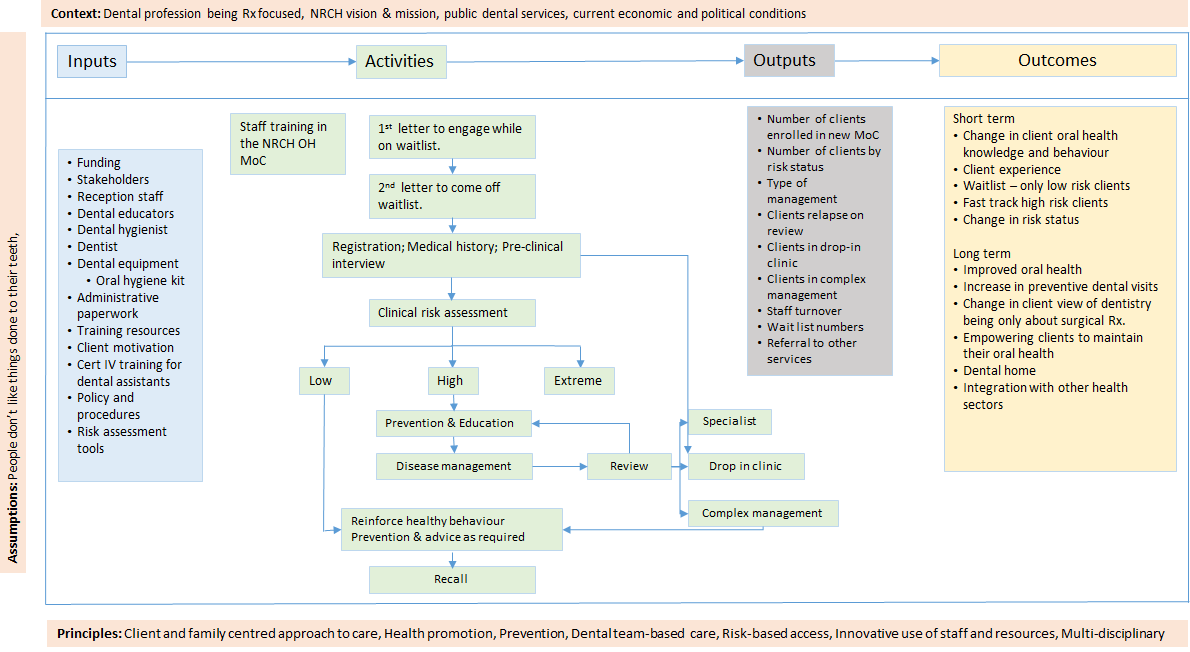 Context: Dental profession being Rx focused, NRCH vision & mission, public dental services, current economic and political conditions
Assumptions: People don't like things done to their teeth,
Inputs
Activities
Outputs
Outcomes
• Funding
• Stakeholders
• Reception staff
• Dental educators
• Dental hygienist
• Dentist
• Dental equipment
• Oral hygiene kit
• Administrative
paperwork
• Training resources
• Client motivation
• Cert IV training for
dental assistants
• Policy and
procedures
• Risk assessment
tools
Staff training in
the NRCH OH
MoC
1st letter to engage while
on waitlist.
2nd letter to come off
waitlist.
Registration; Medical history; Pre-clinical
interview
Clinical risk assessment
Low
High
Extreme
Prevention & Education
Disease management
Review
Specialist
Drop in clinic
Complex management
Reinforce healthy behaviour
Prevention & advice as required
Recall
• Number of clients
enrolled in new MoC
• Number of clients by
risk status
• Type of
management
• Clients relapse on
review
• Clients in drop-in
clinic
• Clients in complex
management
• Staff turnover
• Wait list numbers
• Referral to other
services
Short term
• Change in client oral health
knowledge and behaviour
• Client experience
• Waitlist – only low risk clients
• Fast track high risk clients
• Change in risk status
Long term
• Improved oral health
• Increase in preventive dental visits
• Change in client view of dentistry
being only about surgical Rx.
• Empowering clients to maintain
their oral health
• Dental home
• Integration with other health
sectors
Principles: Client and family centred approach to care, Health promotion, Prevention, Dental team-based care, Risk-based access, Innovative use of staff and resources, Multi-disciplinary